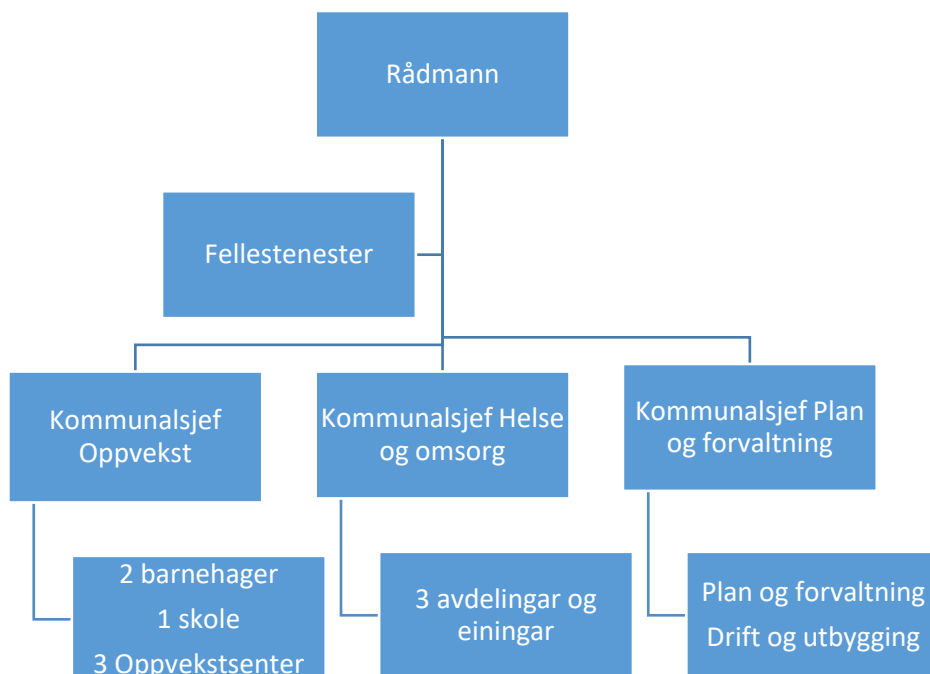 Rådmann
Fellestenester
Kommunalsjef
Oppvekst
Kommunalsjef Helse
og omsorg
Kommunalsjef Plan
og forvaltning
2 barnehager
1 skole
3 Oppvekstsenter
3 avdelingar og
einingar
Plan og forvaltning
Drift og utbygging